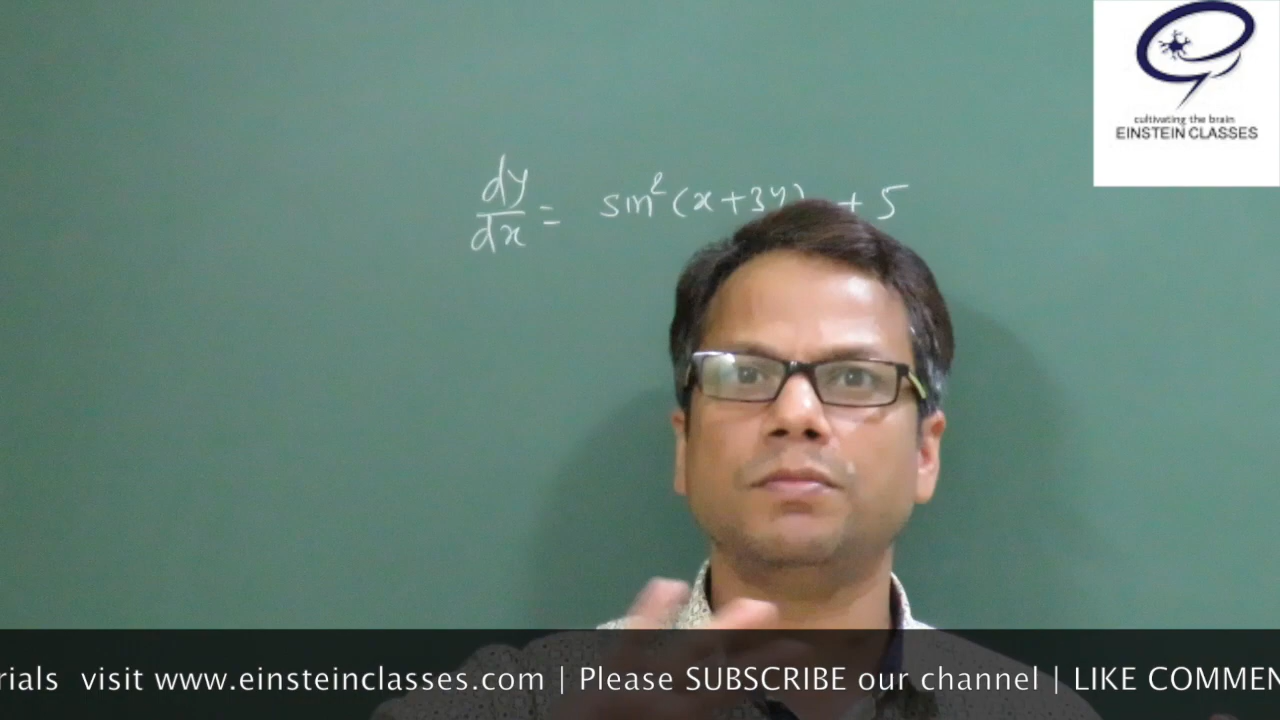 cultivating the brain
EINSTEIN CLASSES
dy/dx = sin²(x+3y) + 5
rials visit www.einsteinclasses.com | Please SUBSCRIBE our channel | LIKE COMMEN